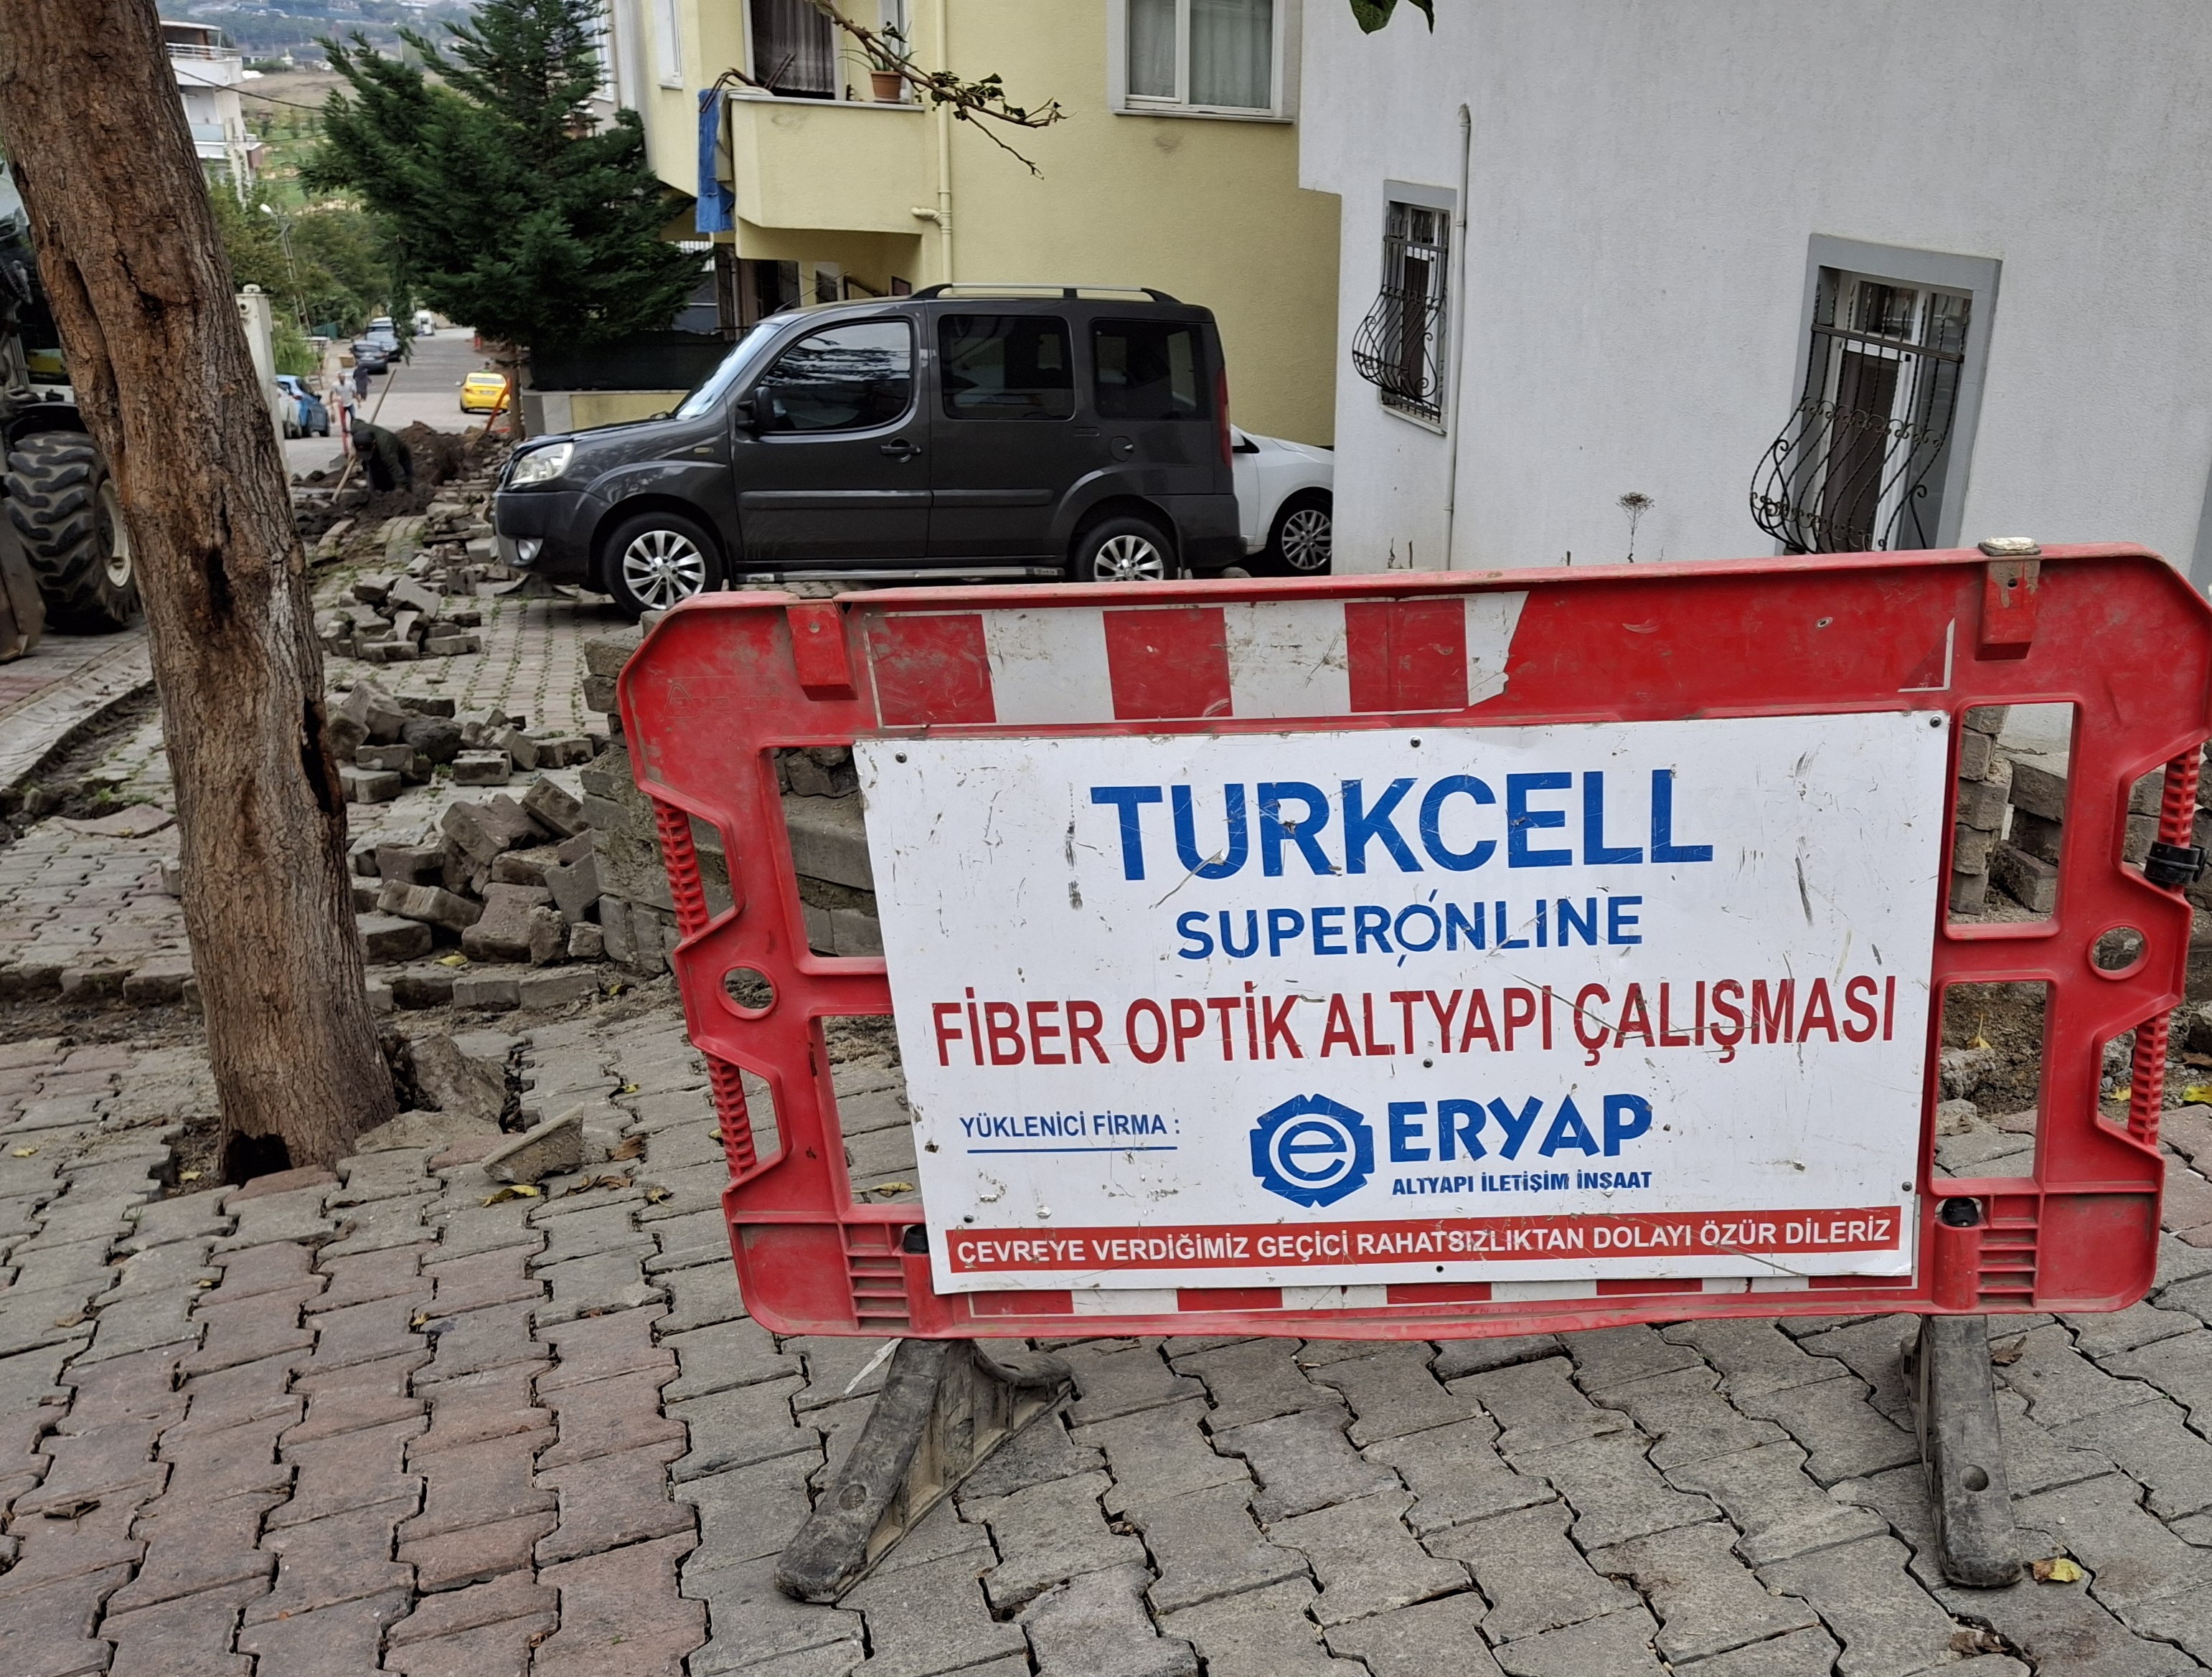 TURKCELL
SUPERONLINE
FİBER OPTİK ALTYAPI ÇALIŞMASI
YÜKLENİCİ FİRMA :
e ERYAP
ALTYAPI İLETİŞİM İNŞAAT
ÇEVREYE VERDİĞİMİZ GEÇİCİ RAHATSIZLIKTAN DOLAYI ÖZÜR DİLERİZ